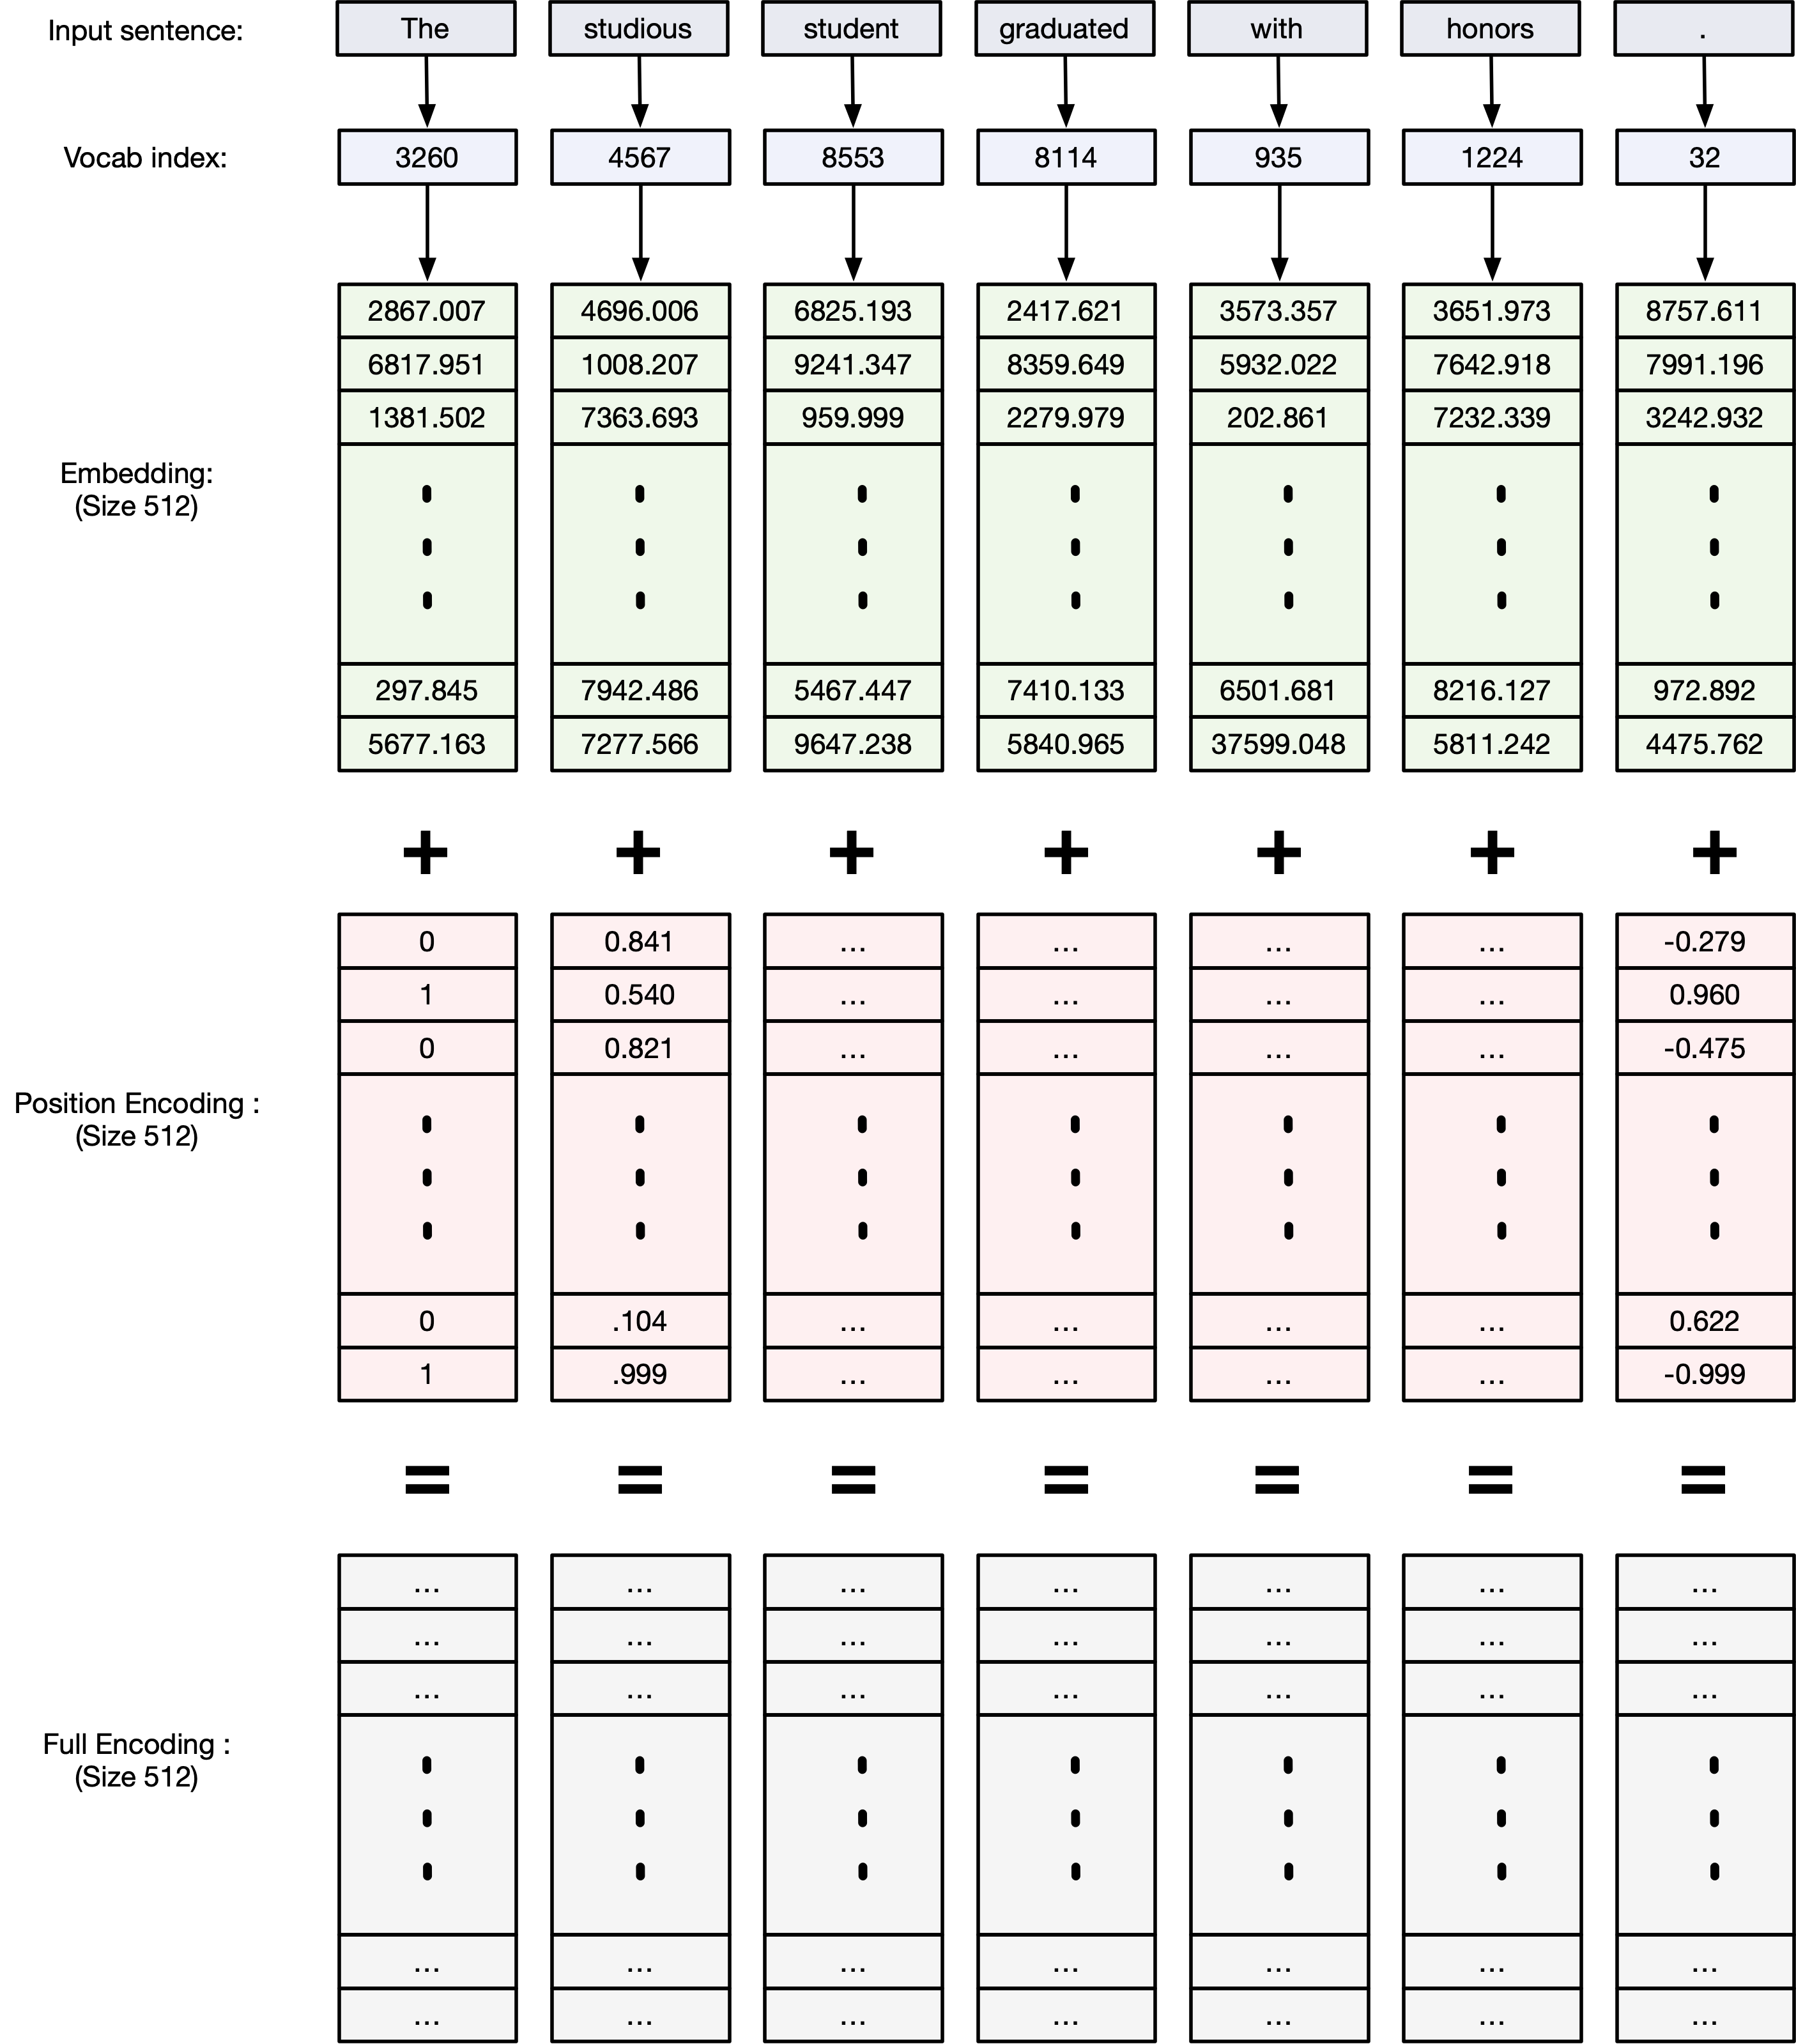 Input sentence: The studious student graduated with honors .
Vocab index: 3260 4567 8553 8114 935 1224 32
2867.007 4696.006 6825.193 2417.621 3573.357 3651.973 8757.611
6817.951 1008.207 9241.347 8359.649 5932.022 7642.918 7991.196
1381.502 7363.693 959.999 2279.979 202.861 7232.339 3242.932
Embedding:
(Size 512)
297.845 7942.486 5467.447 7410.133 6501.681 8216.127 972.892
5677.163 7277.566 9647.238 5840.965 37599.048 5811.242 4475.762
+ + + + + + +
0 0.841 ... ... ... ... -0.279
1 0.540 ... ... ... ... 0.960
0 0.821 ... ... ... ... -0.475
Position Encoding :
(Size 512)
0 .104 ... ... ... ... 0.622
1 .999 ... ... ... ... -0.999
= = = = = = =
... ... ... ... ... ... ...
... ... ... ... ... ... ...
... ... ... ... ... ... ...
Full Encoding :
(Size 512)
... ... ... ... ... ... ...
... ... ... ... ... ... ...